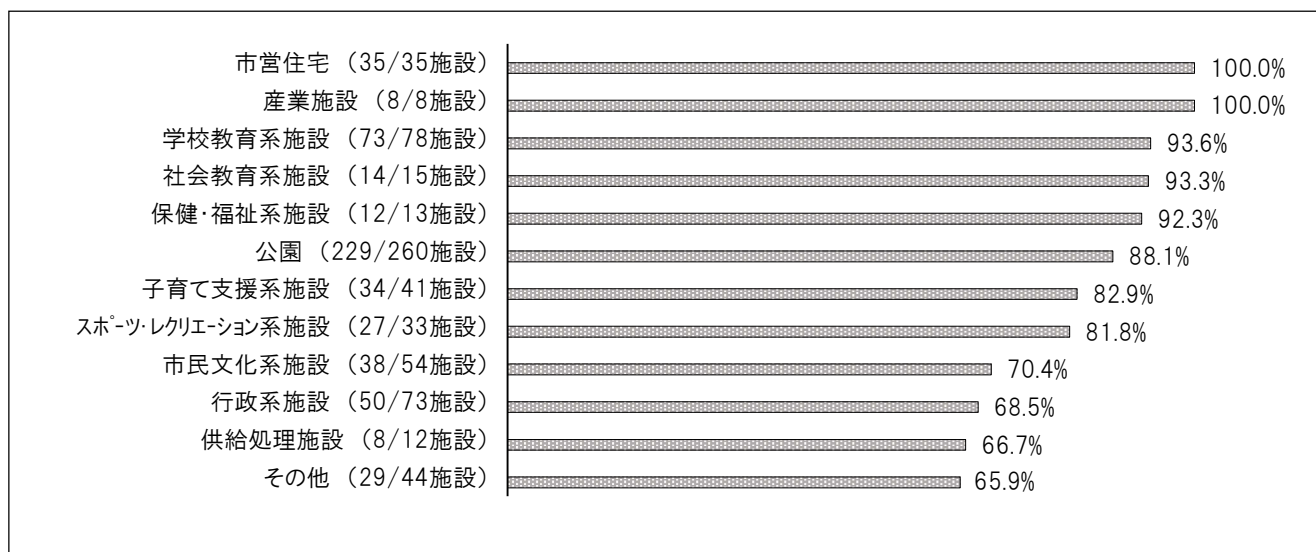 市営住宅 （35/35施設） 100.0%
産業施設 （8/8施設） 100.0%
学校教育系施設 （73/78施設） 93.6%
社会教育系施設 （14/15施設） 93.3%
保健・福祉系施設 （12/13施設） 92.3%
公園 （229/260施設） 88.1%
子育て支援系施設 （34/41施設） 82.9%
ｽﾎﾟｰﾂ･ﾚｸﾘｴｰｼｮﾝ系施設 （27/33施設） 81.8%
市民文化系施設 （38/54施設） 70.4%
行政系施設 （50/73施設） 68.5%
供給処理施設 （8/12施設） 66.7%
その他 （29/44施設） 65.9%